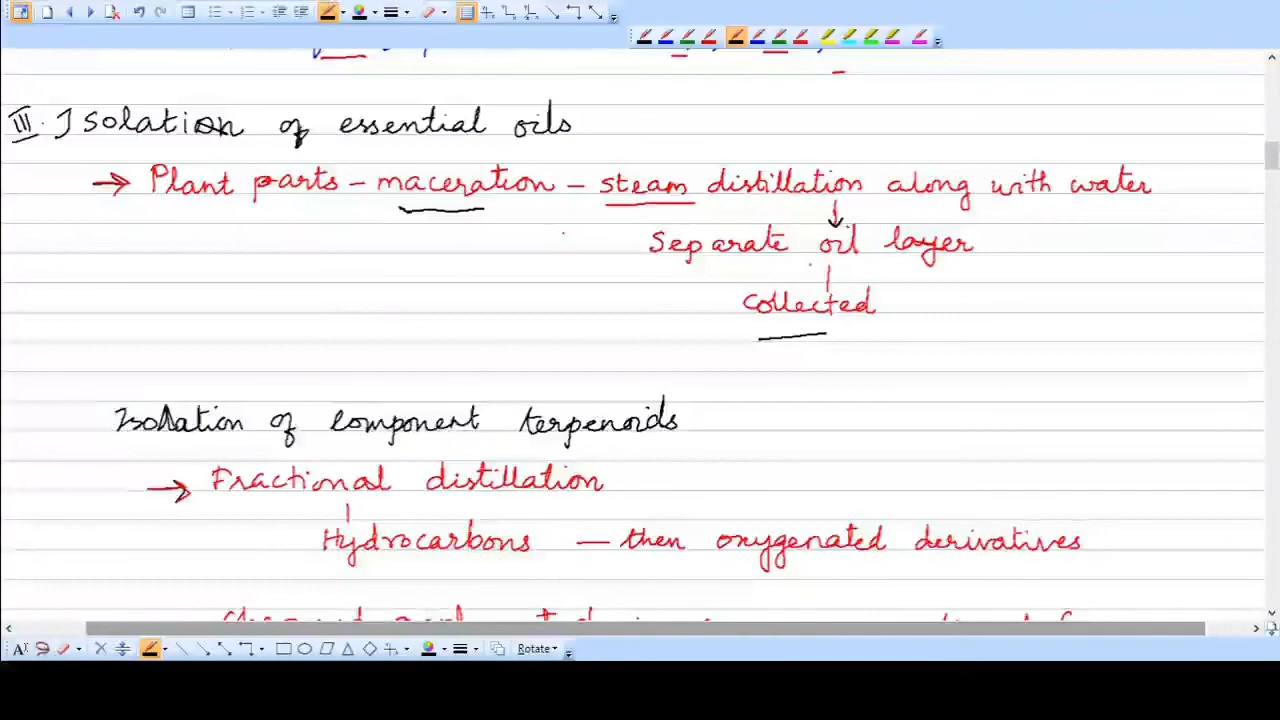 III. Isolation of essential oils
→ Plant parts – maceration – steam distillation along with water
Separate oil layer
Collected
Isolation of component terpenoids
→ Fractional distillation
Hydrocarbons – then oxygenated derivatives
Rotate